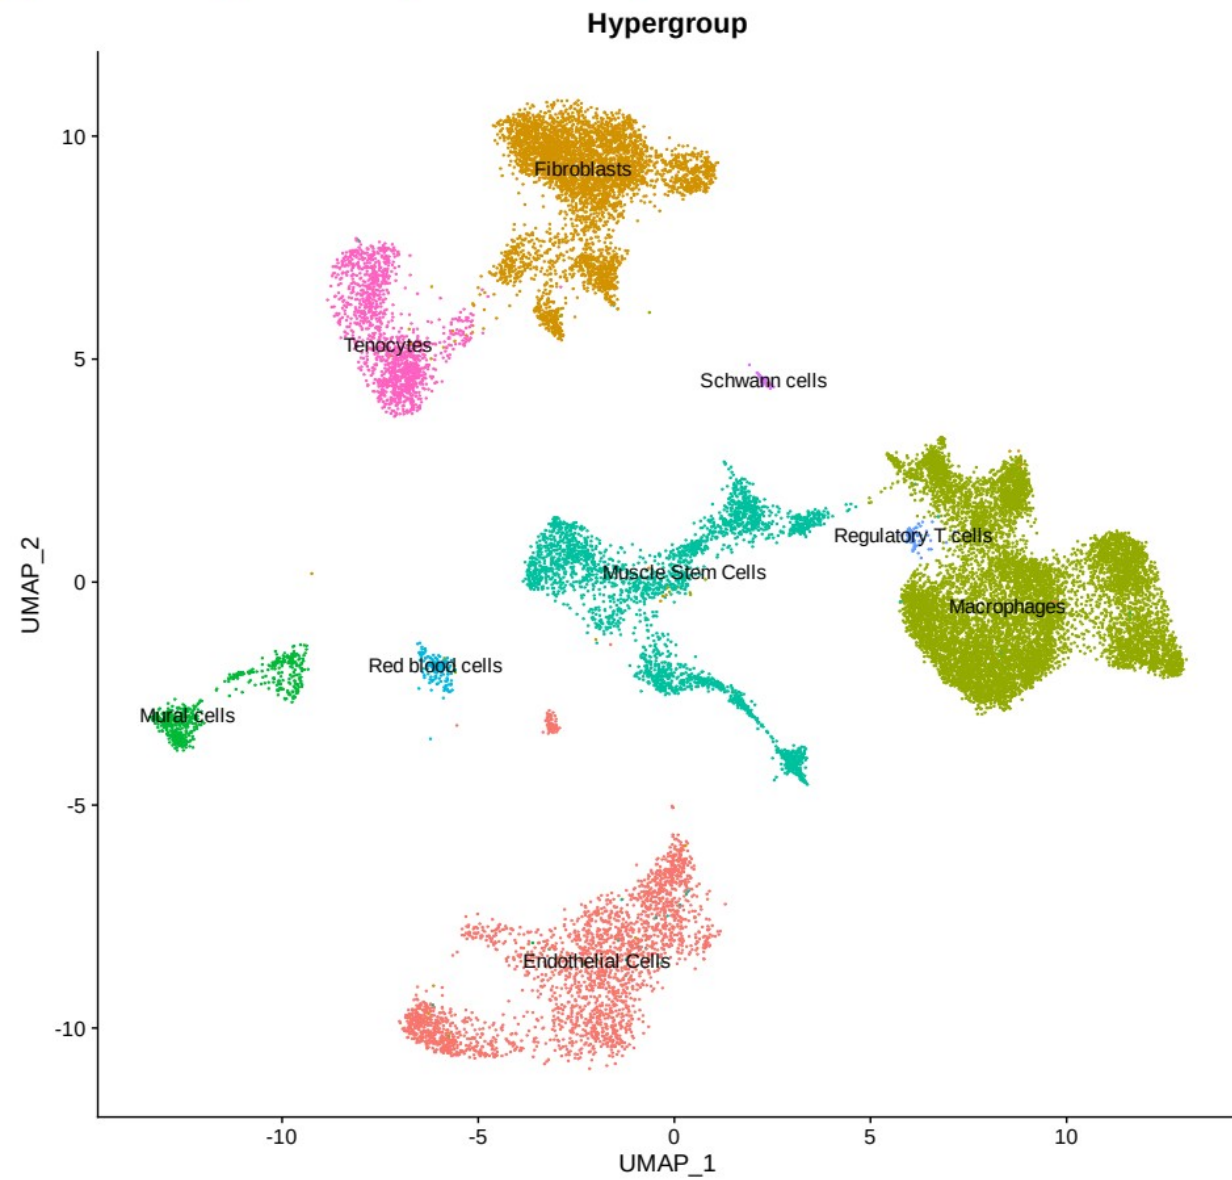 Hypergroup
10
Fibroblasts
Tenocytes
5
Schwann cells
Regulatory T cells
Muscle Stem Cells
0
Macrophages
UMAP_2
Red blood cells
Mural cells
-5
Endothelial Cells
-10
-10 -5 0 5 10
UMAP_1